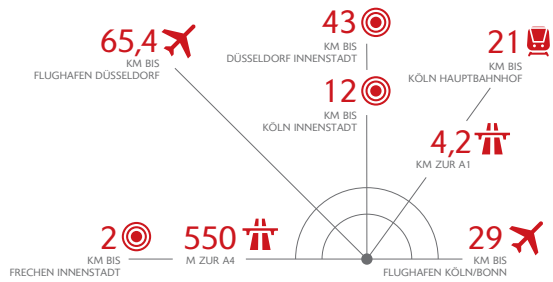 43
KM BIS
DÜSSELDORF INNENSTADT
65,4
KM BIS
FLUGHAFEN DÜSSELDORF
21
KM BIS
KÖLN HAUPTBAHNHOF
12
KM BIS
KÖLN INNENSTADT
4,2
KM ZUR A1
2
KM BIS
FRECHEN INNENSTADT
550
M ZUR A4
29
KM BIS
FLUGHAFEN KÖLN/BONN